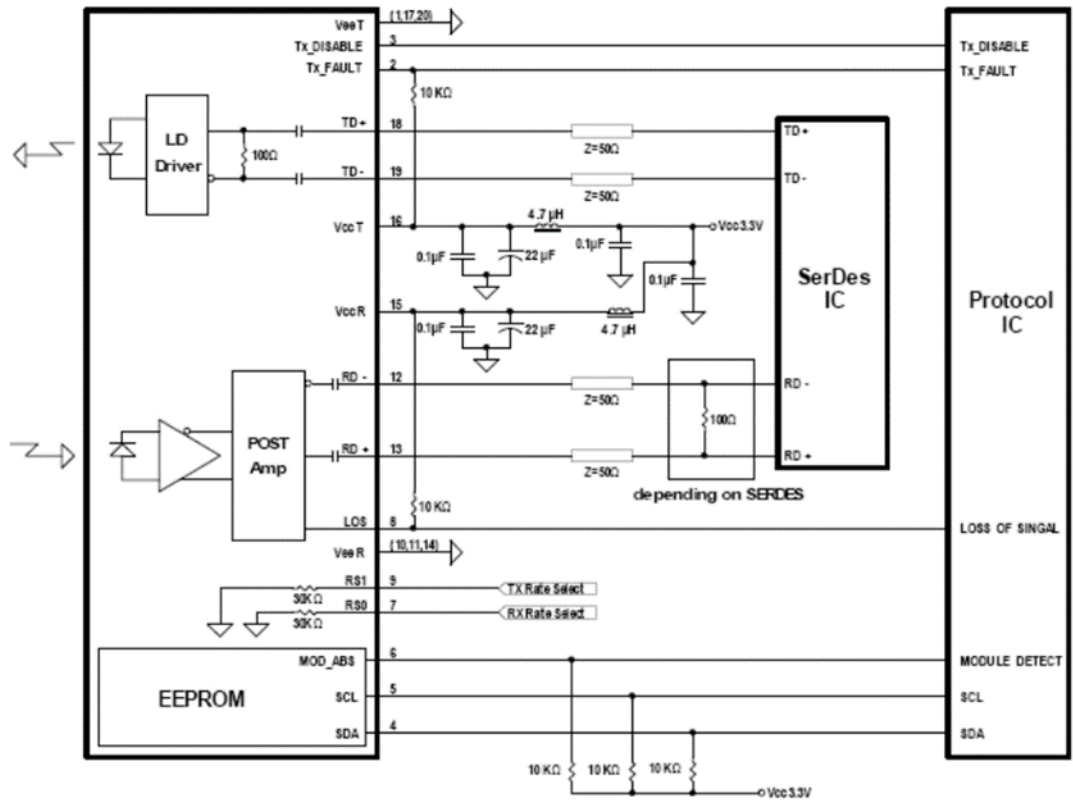 VeeT (1,17,20)
Tx_DISABLE 3 Tx_DISABLE
Tx_FAULT 2 Tx_FAULT
10 KΩ
LD
Driver
100Ω
TD+ 18 TD+
Z=50Ω
TD- 19 TD-
Z=50Ω
VccT 16
4.7 µH
Vcc3.3V
0.1µF 22 µF 0.1µF
0.1µF
SerDes
IC
Protocol
IC
VccR 15
0.1µF 22 µF 4.7 µH
RD - 12 RD -
Z=50Ω
100Ω
POST
Amp
RD + 13 RD +
Z=50Ω
depending on SERDES
10 KΩ
LOS 8 LOSS OF SINGAL
VeeR (10,11,14)
RS1 9 TX Rate Select
30KΩ
RS0 7 RX Rate Select
30KΩ
MOD_ABS 6 MODULE DETECT
EEPROM
SCL 5 SCL
SDA 4 SDA
10 KΩ 10 KΩ 10 KΩ
Vcc3.3V